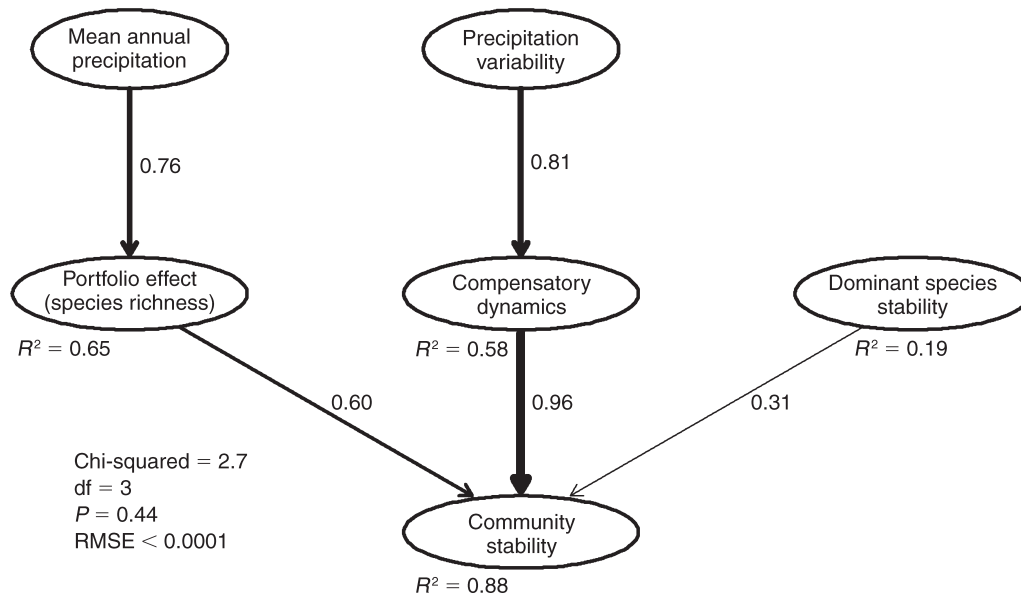 Mean annual
precipitation
Precipitation
variability
0.76
0.81
Portfolio effect
(species richness)
Compensatory
dynamics
Dominant species
stability
R² = 0.65
R² = 0.58
R² = 0.19
0.60
0.96
0.31
Chi-squared = 2.7
df = 3
P = 0.44
RMSE < 0.0001
Community
stability
R² = 0.88